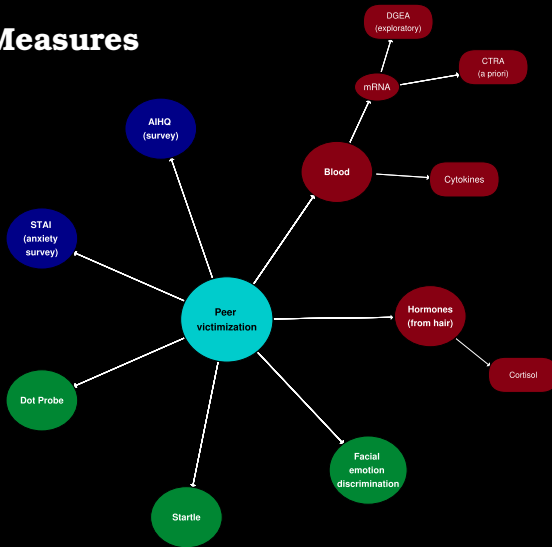 Measures
DGEA
(exploratory)
CTRA
(a priori)
mRNA
AIHQ
(survey)
Blood
Cytokines
STAI
(anxiety
survey)
Peer
victimization
Hormones
(from hair)
Cortisol
Dot Probe
Facial
emotion
discrimination
Startle